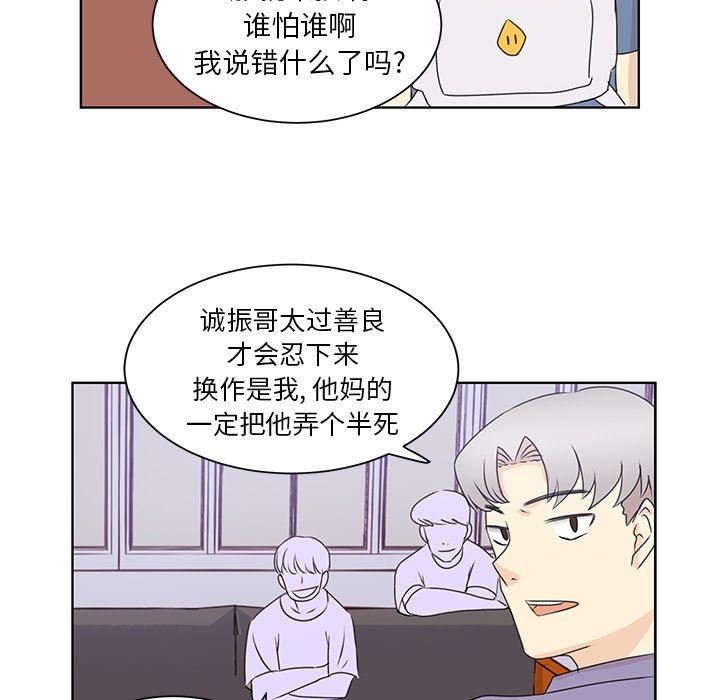 谁怕谁啊
我说错什么了吗?
诚振哥太过善良
才会忍下来
换作是我, 他妈的
一定把他弄个半死